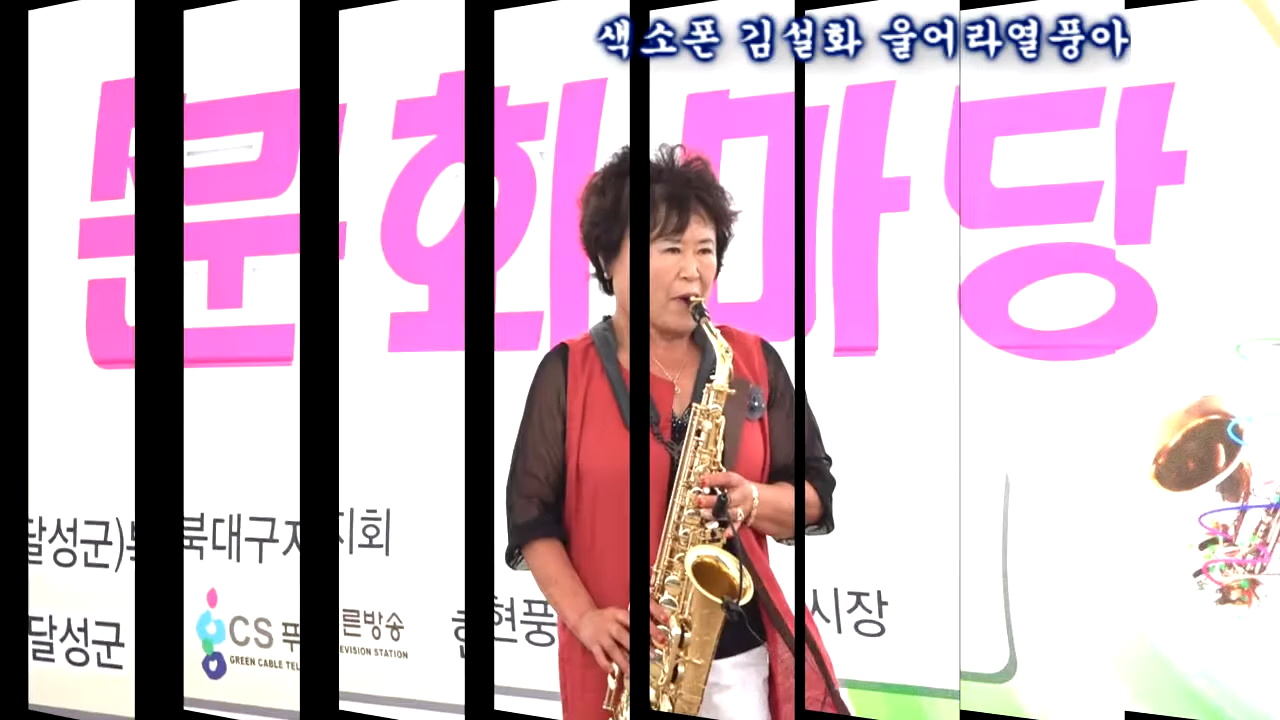 색소폰 김설화 울어라열풍아
문화마당
달성군)북대구지회
달성군
CS 푸른방송
GREEN CABLE TELEVISION STATION
현풍
시장